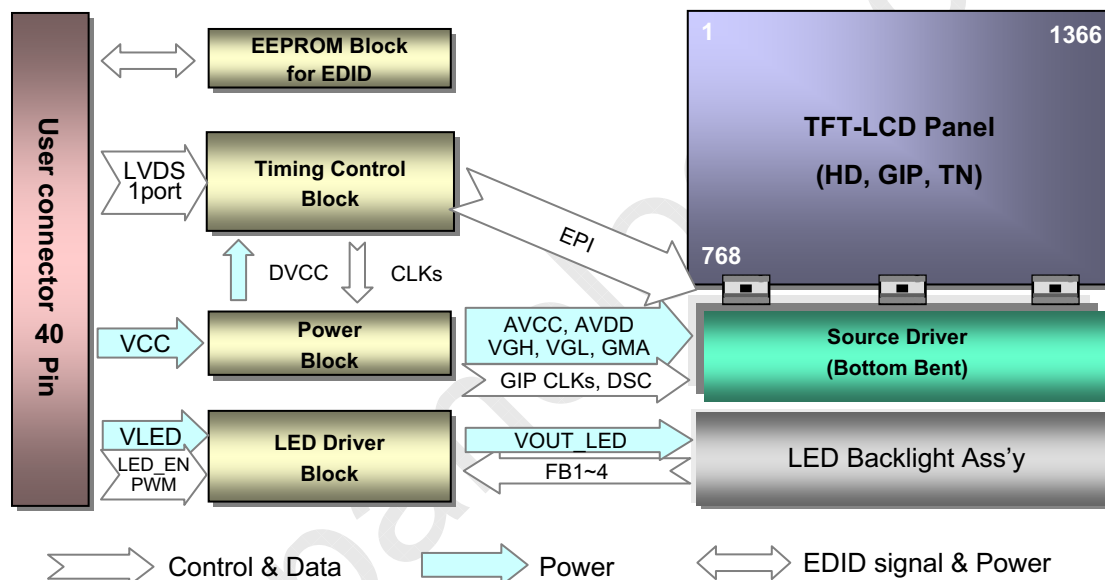 User connector 40 Pin
EEPROM Block
for EDID
LVDS
1port
Timing Control
Block
EPI
DVCC
CLKs
VCC
Power
Block
AVCC, AVDD
VGH, VGL, GMA
GIP CLKs, DSC
VLED
LED_EN
PWM
LED Driver
Block
VOUT_LED
FB1~4
1
1366
TFT-LCD Panel
(HD, GIP, TN)
768
Source Driver
(Bottom Bent)
LED Backlight Ass’y
Control & Data
Power
EDID signal & Power